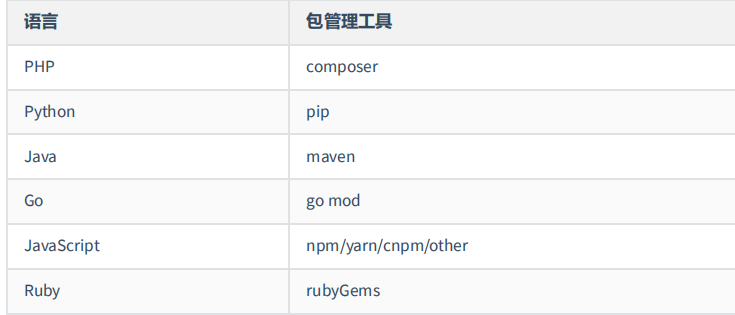 语言 包管理工具
PHP composer
Python pip
Java maven
Go go mod
JavaScript npm/yarn/cnpm/other
Ruby rubyGems